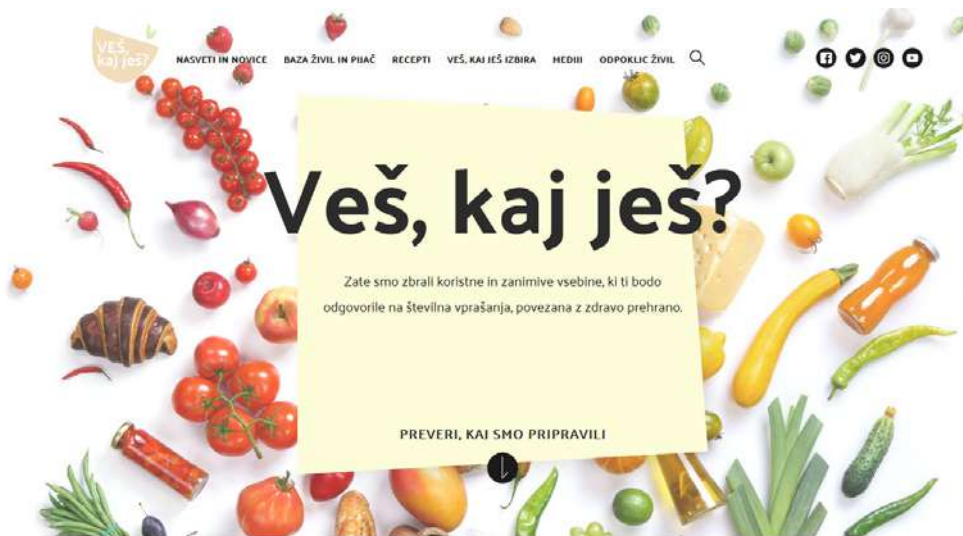 VEŠ,
kaj ješ?
NASVETI IN NOVICE BAZA ŽIVIL IN PIJAČ RECEPTI VEŠ, KAJ JEŠ IZBIRA MEDIJI ODPOKLIC ŽIVIL
Veš, kaj ješ?
Zate smo zbrali koristne in zanimive vsebine, ki ti bodo
odgovorile na številna vprašanja, povezana z zdravo prehrano.
PREVERI, KAJ SMO PRIPRAVILI